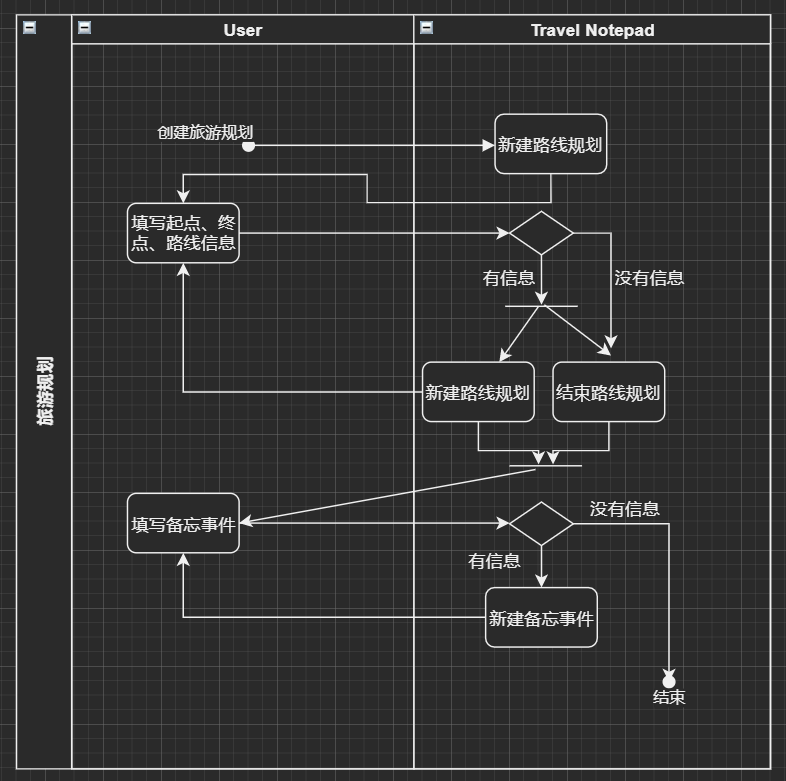 User
Travel Notepad
旅游规划
创建旅游规划
新建路线规划
填写起点、终
点、路线信息
有信息
没有信息
新建路线规划
结束路线规划
填写备忘事件
没有信息
有信息
新建备忘事件
结束